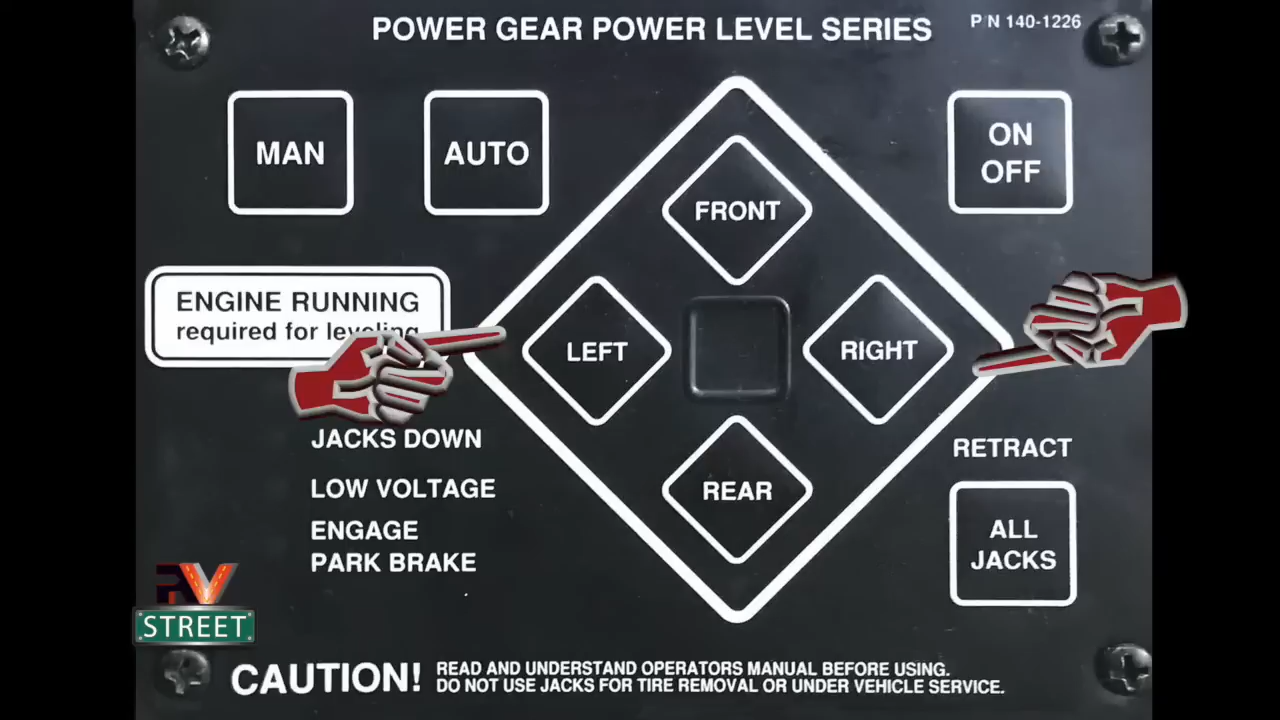 POWER GEAR POWER LEVEL SERIES
P/N 140-1226
MAN
AUTO
ON
OFF
FRONT
ENGINE RUNNING
required for leveling
LEFT
RIGHT
JACKS DOWN
LOW VOLTAGE
ENGAGE
PARK BRAKE
REAR
RETRACT
ALL
JACKS
RV
STREET
CAUTION!
READ AND UNDERSTAND OPERATORS MANUAL BEFORE USING.
DO NOT USE JACKS FOR TIRE REMOVAL OR UNDER VEHICLE SERVICE.